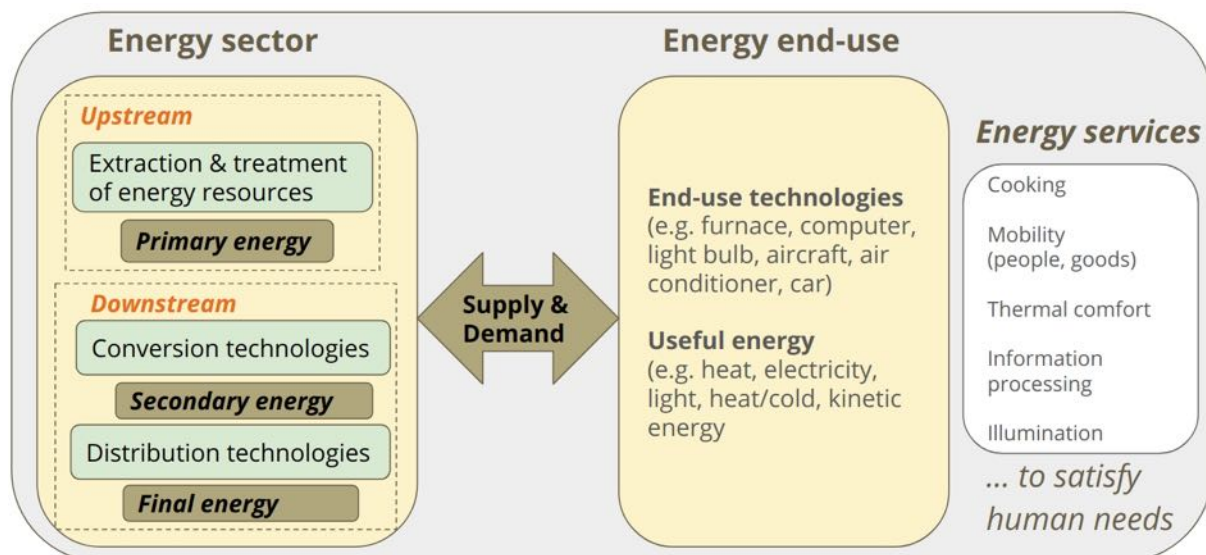 Energy sector
Upstream
Extraction & treatment
of energy resources
Primary energy
Downstream
Conversion technologies
Secondary energy
Distribution technologies
Final energy
Supply &
Demand
Energy end-use
End-use technologies
(e.g. furnace, computer,
light bulb, aircraft, air
conditioner, car)
Useful energy
(e.g. heat, electricity,
light, heat/cold, kinetic
energy
Energy services
Cooking
Mobility
(people, goods)
Thermal comfort
Information
processing
Illumination
... to satisfy
human needs